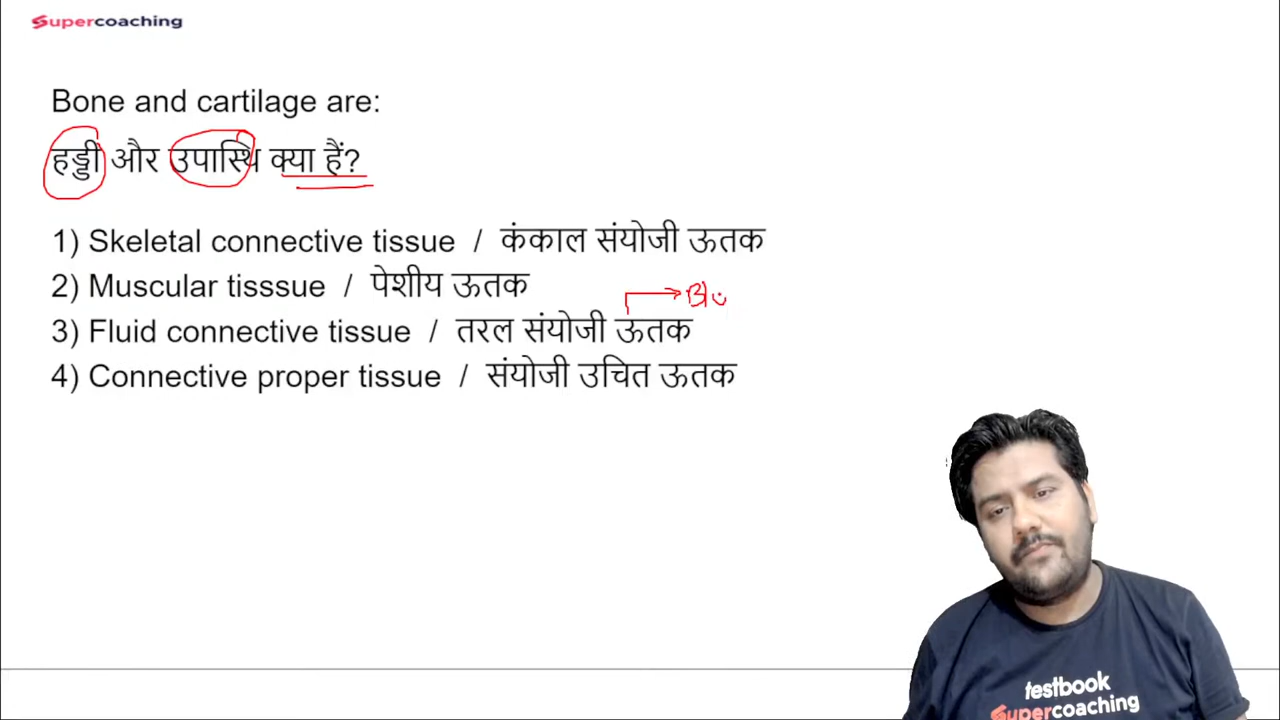 Supercoaching
Bone and cartilage are:
हड्डी और उपास्थि क्या हैं?
1) Skeletal connective tissue / कंकाल संयोजी ऊतक
2) Muscular tisssue / पेशीय ऊतक
3) Fluid connective tissue / तरल संयोजी ऊतक
4) Connective proper tissue / संयोजी उचित ऊतक
testbook
Supercoaching